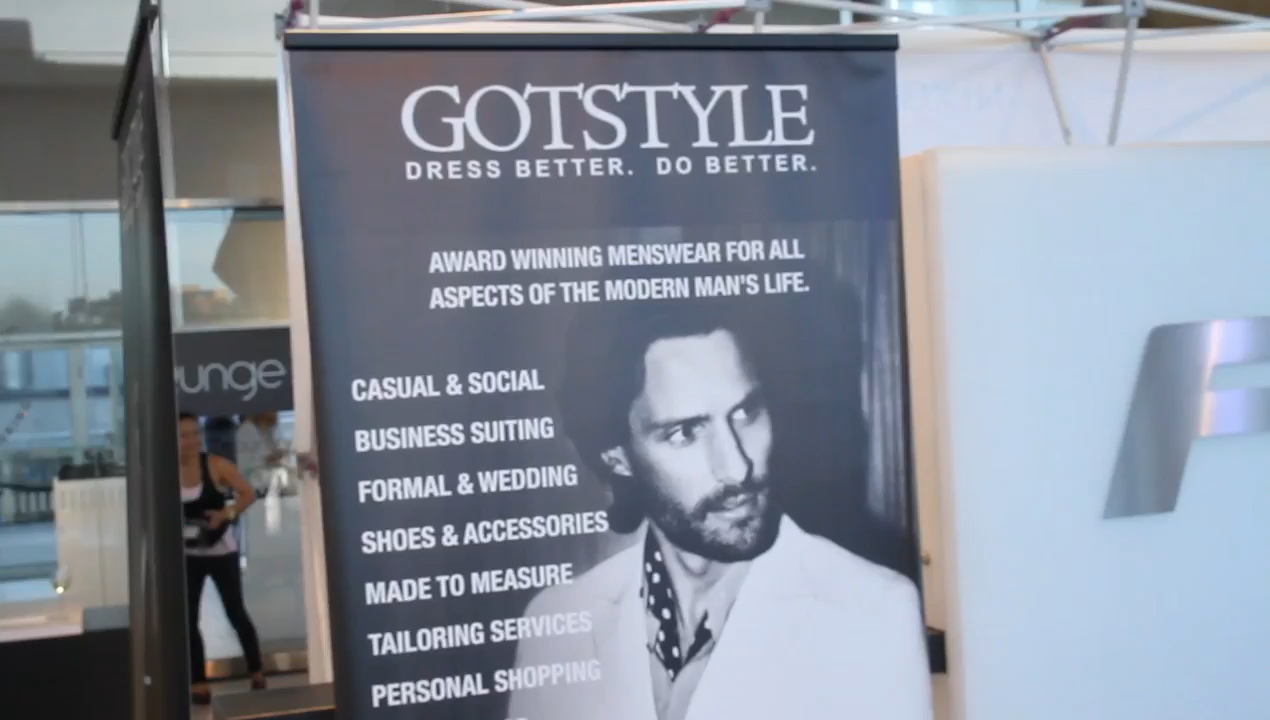 GOTSTYLE
DRESS BETTER. DO BETTER.
AWARD WINNING MENSWEAR FOR ALL
ASPECTS OF THE MODERN MAN'S LIFE.
CASUAL & SOCIAL
BUSINESS SUITING
FORMAL & WEDDING
SHOES & ACCESSORIES
MADE TO MEASURE
TAILORING SERVICES
PERSONAL SHOPPING
unge
F